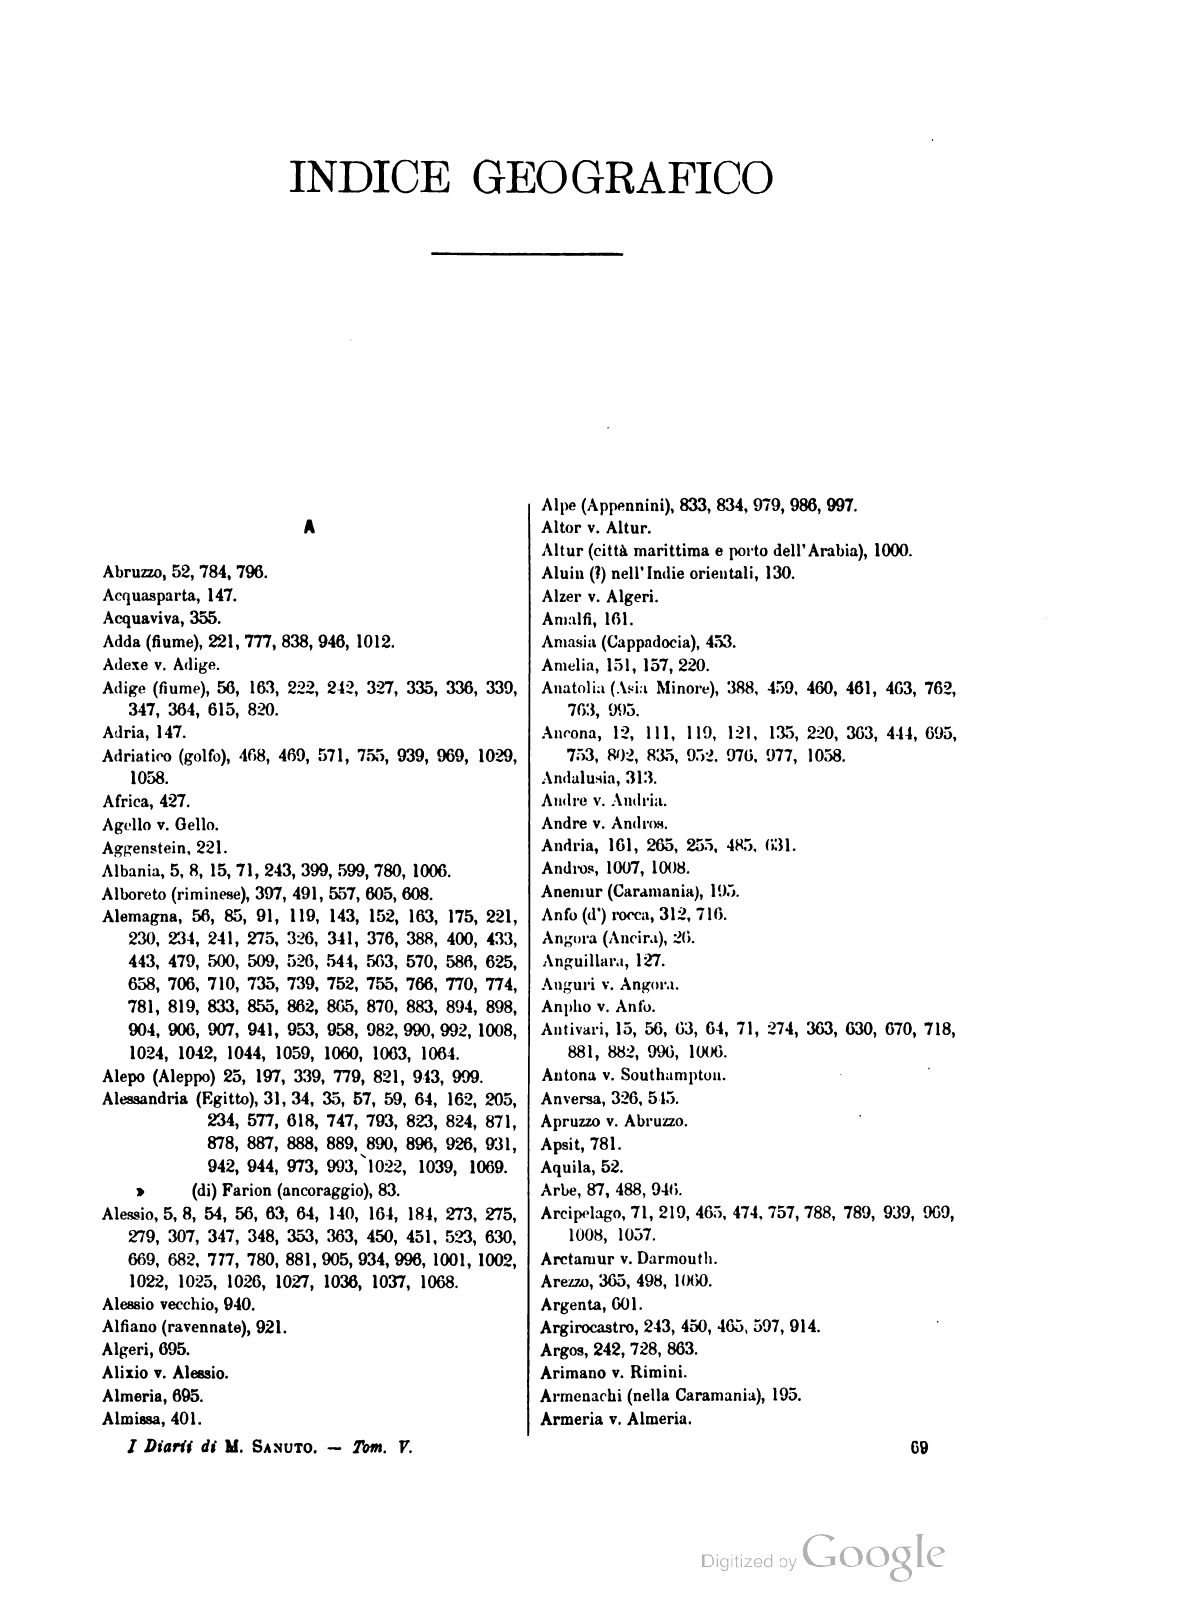 INDICE GEOGRAFICO
A
Abruzzo, 52, 784, 796.
Acquasparta, 147.
Acquaviva, 355.
Adda (fiume), 221, 777, 838, 946, 1012.
Adexe v. Adige.
Adige (fiume), 56, 163, 222, 242, 327, 335, 336, 339,
347, 364, 615, 820.
Adria, 147.
Adriatico (golfo), 468, 469, 571, 755, 939, 969, 1029,
1058.
Africa, 427.
Agello v. Gello.
Aggenstein, 221.
Albania, 5, 8, 15, 71, 243, 399, 599, 780, 1006.
Alboreto (riminese), 397, 491, 557, 605, 608.
Alemagna, 56, 85, 91, 119, 143, 152, 163, 175, 221,
230, 234, 241, 275, 326, 341, 376, 388, 400, 433,
443, 479, 500, 509, 526, 544, 563, 570, 586, 625,
658, 706, 710, 735, 739, 752, 755, 766, 770, 774,
781, 819, 833, 855, 862, 865, 870, 883, 894, 898,
904, 906, 907, 941, 953, 958, 982, 990, 992, 1008,
1024, 1042, 1044, 1059, 1060, 1063, 1064.
Alepo (Aleppo) 25, 197, 339, 779, 821, 943, 999.
Alessandria (Egitto), 31, 34, 35, 57, 59, 64, 162, 205,
234, 577, 618, 747, 793, 823, 824, 871,
878, 887, 888, 889, 890, 896, 926, 931,
942, 944, 973, 993, 1022, 1039, 1069.
» (di) Farion (ancoraggio), 83.
Alessio, 5, 8, 54, 56, 63, 64, 140, 164, 184, 273, 275,
279, 307, 347, 348, 353, 363, 450, 451, 523, 630,
669, 682, 777, 780, 881, 905, 934, 996, 1001, 1002,
1022, 1025, 1026, 1027, 1036, 1037, 1068.
Alessio vecchio, 940.
Alfiano (ravennate), 921.
Algeri, 695.
Alixio v. Alessio.
Almeria, 695.
Almissa, 401.
Alpe (Appennini), 833, 834, 979, 986, 997.
Altor v. Altur.
Altur (città marittima e porto dell'Arabia), 1000.
Aluin (?) nell'Indie orientali, 130.
Alzer v. Algeri.
Amalfi, 161.
Amasia (Cappadocia), 453.
Amelia, 151, 157, 220.
Anatolia (Asia Minore), 388, 459, 460, 461, 463, 762,
763, 995.
Ancona, 12, 111, 119, 121, 135, 220, 363, 444, 695,
753, 802, 835, 952, 976, 977, 1058.
Andalusia, 313.
Andre v. Andria.
Andre v. Andros.
Andria, 161, 265, 255, 485, 631.
Andros, 1007, 1008.
Anemur (Caramania), 195.
Anfo (d') rocca, 312, 716.
Angora (Ancira), 26.
Anguillara, 127.
Anguri v. Angora.
Anpho v. Anfo.
Antivari, 15, 56, 63, 64, 71, 274, 363, 630, 670, 718,
881, 882, 996, 1006.
Antona v. Southampton.
Anversa, 326, 545.
Apruzzo v. Abruzzo.
Apsit, 781.
Aquila, 52.
Arbe, 87, 488, 946.
Arcipelago, 71, 219, 465, 474, 757, 788, 789, 939, 969,
1008, 1057.
Arctamur v. Darmouth.
Arezzo, 365, 498, 1060.
Argenta, 601.
Argirocastro, 243, 450, 465, 597, 914.
Argos, 242, 728, 863.
Arimano v. Rimini.
Armenachi (nella Caramania), 195.
Armeria v. Almeria.
I Diarii di M. SANUTO. — Tom. V.
69
Digitized by Google